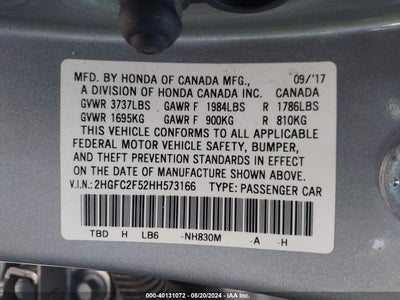 MFD. BY HONDA OF CANADA MFG., 09/'17
A DIVISION OF HONDA CANADA INC. CANADA
GVWR 3737LBS GAWR F 1984LBS R 1786LBS
GVWR 1695KG GAWR F 900KG R 810KG
THIS VEHICLE CONFORMS TO ALL APPLICABLE
FEDERAL MOTOR VEHICLE SAFETY, BUMPER,
AND THEFT PREVENTION STANDARDS IN EFFECT
ON THE DATE OF MANUFACTURE SHOWN ABOVE.
V.I.N.: 2HGFC2F52HH573166 TYPE: PASSENGER CAR
TBD H LB6 -NH830M -A -H
000-40131072 - 08/20/2024 - IAA Inc.